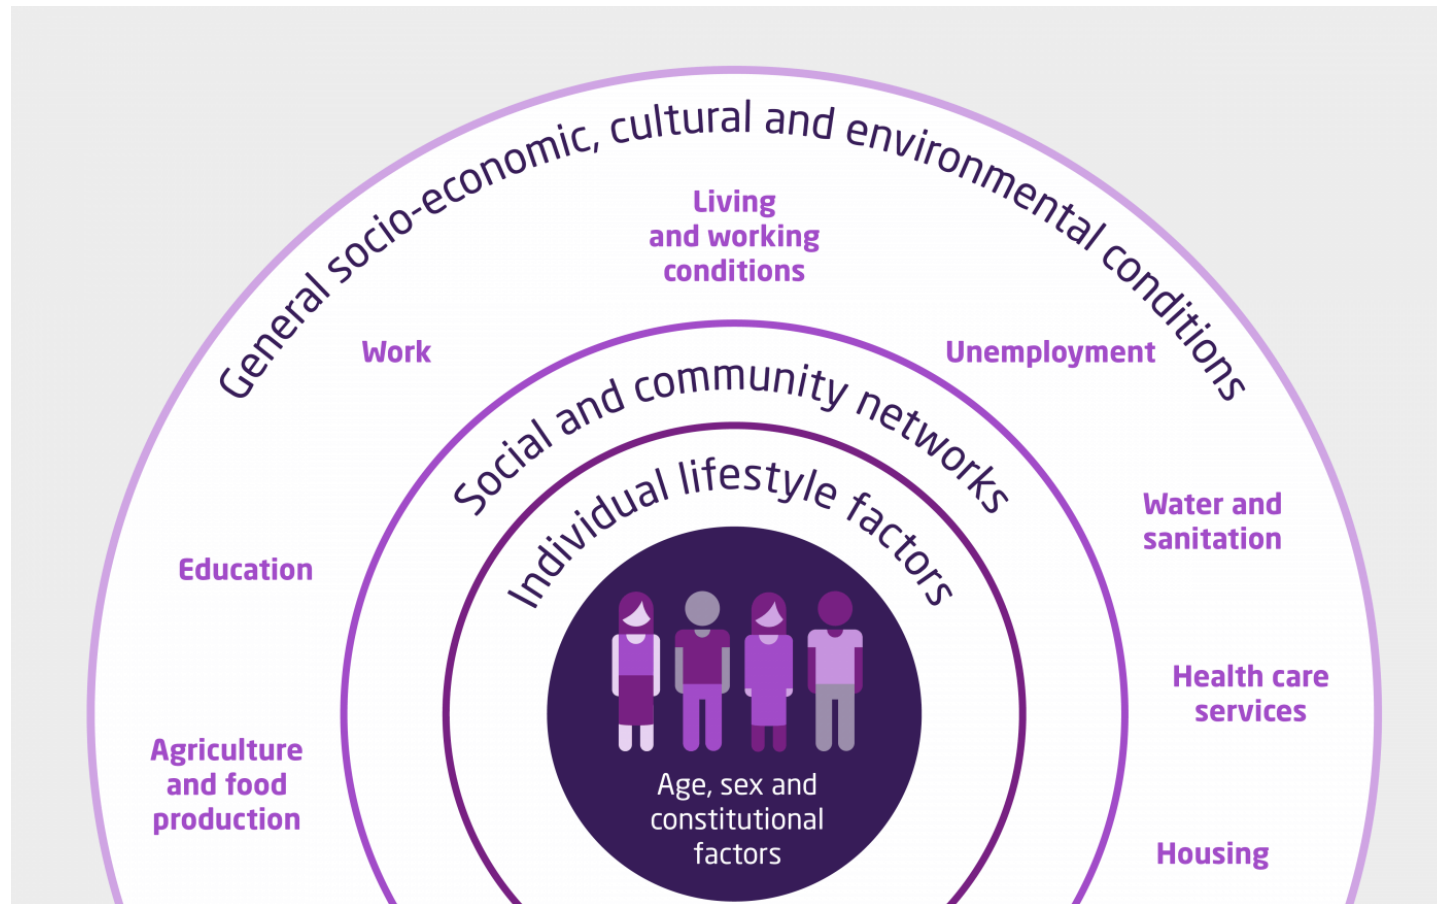 General socio-economic, cultural and environmental conditions
Living
and working
conditions
Work
Unemployment
Social and community networks
Individual lifestyle factors
Water and
sanitation
Education
Health care
services
Agriculture
and food
production
Age, sex and
constitutional
factors
Housing